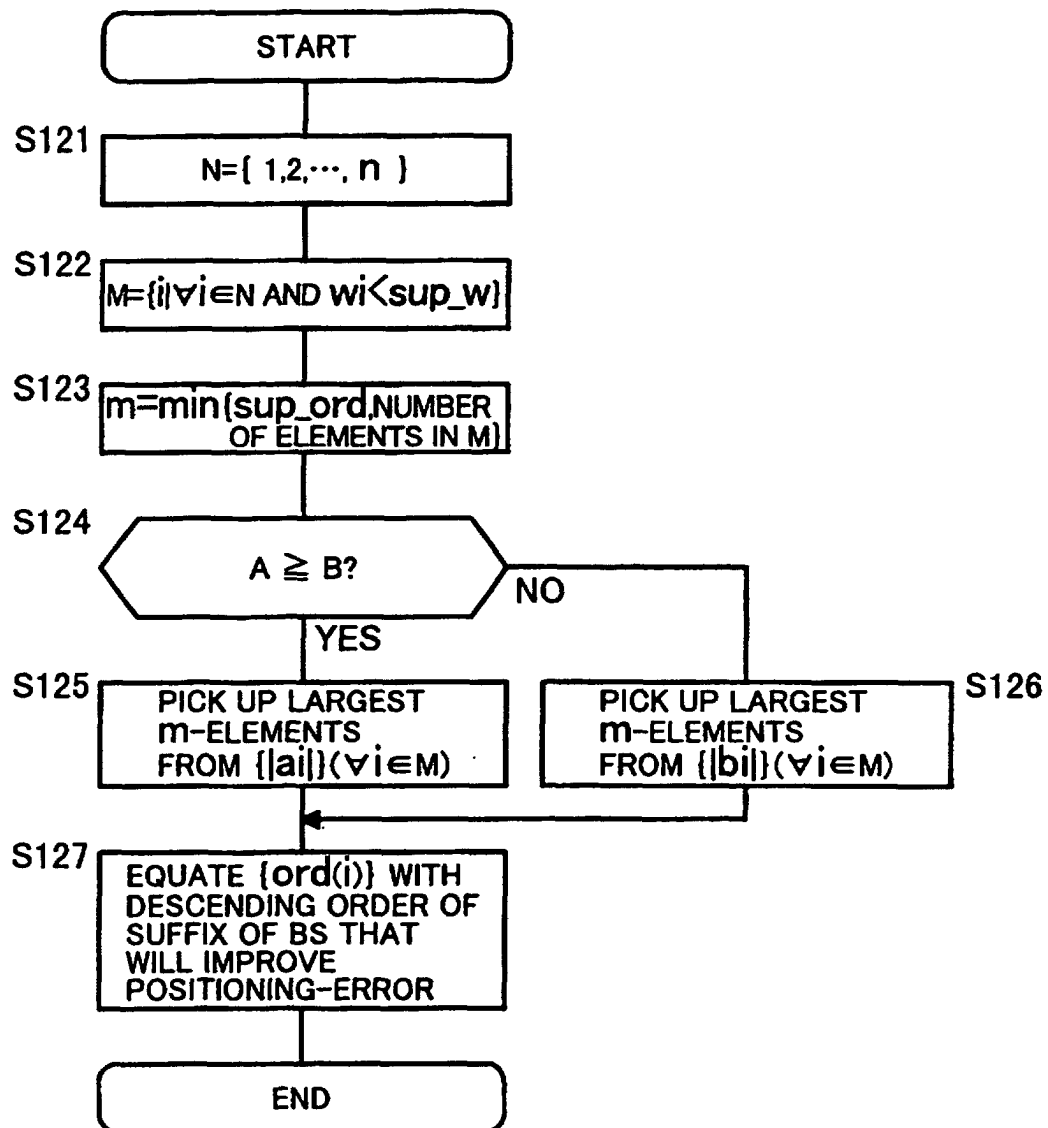 START
S121
N={ 1,2,···, n }
S122
M={i|∀i∈N AND wi<sup_w}
S123
m=min{sup_ord,NUMBER
OF ELEMENTS IN M}
S124
A ≧ B?
NO
YES
S125
PICK UP LARGEST
m-ELEMENTS
FROM {|ai|}(∀i∈M)
S126
PICK UP LARGEST
m-ELEMENTS
FROM {|bi|}(∀i∈M)
S127
EQUATE {ord(i)} WITH
DESCENDING ORDER OF
SUFFIX OF BS THAT
WILL IMPROVE
POSITIONING-ERROR
END